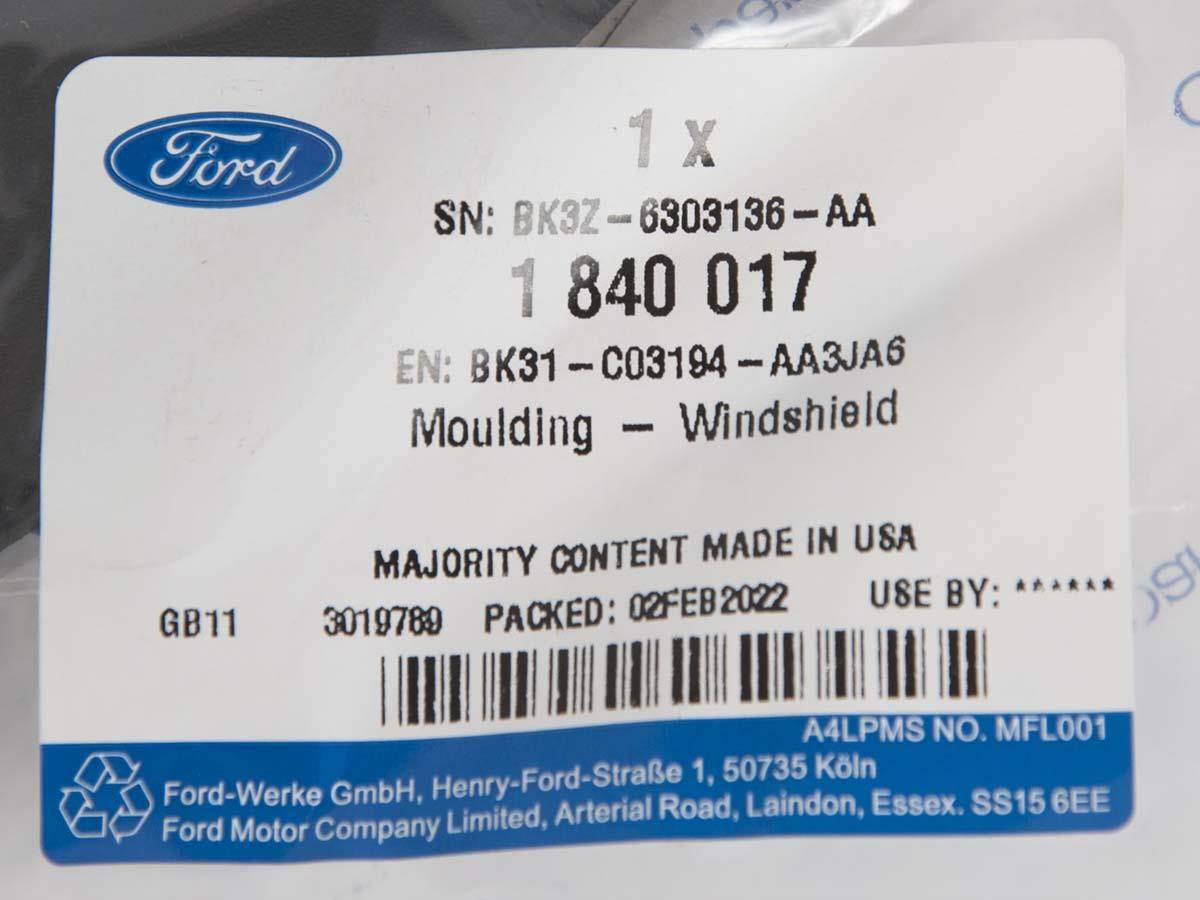 Ford
1 x
SN: BK3Z-6303136-AA
1 840 017
EN: BK31-C03194-AA3JA6
Moulding - Windshield
MAJORITY CONTENT MADE IN USA
GB11 3019789 PACKED: 02FEB2022 USE BY: ******
A4LPMS NO. MFL001
Ford-Werke GmbH, Henry-Ford-Straße 1, 50735 Köln
Ford Motor Company Limited, Arterial Road, Laindon, Essex. SS15 6EE